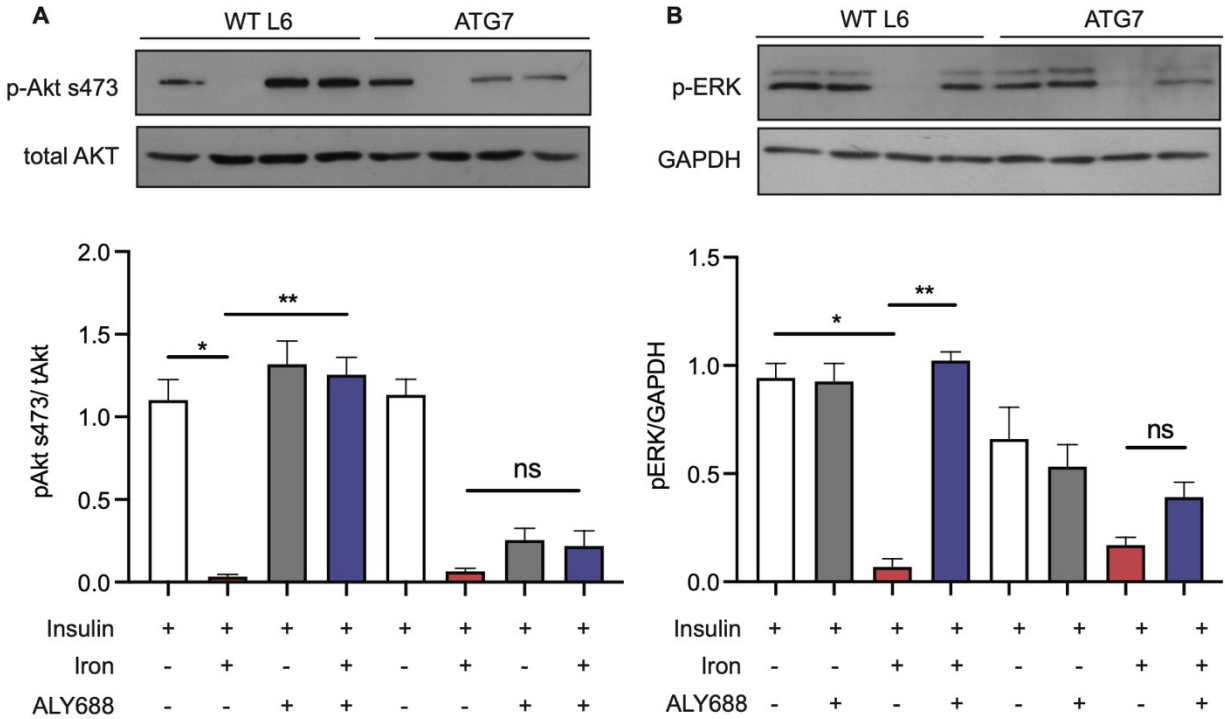 A
WT L6 ATG7
p-Akt s473
total AKT
2.0
1.5
1.0
0.5
0.0
pAkt s473/ tAkt
*
**
ns
Insulin + + + + + + + +
Iron - + - + - + - +
ALY688 - - + + - - + +
B
WT L6 ATG7
p-ERK
GAPDH
1.5
1.0
0.5
0.0
pERK/GAPDH
*
**
ns
Insulin + + + + + + + +
Iron - - + + - - + +
ALY688 - + - + - + - +